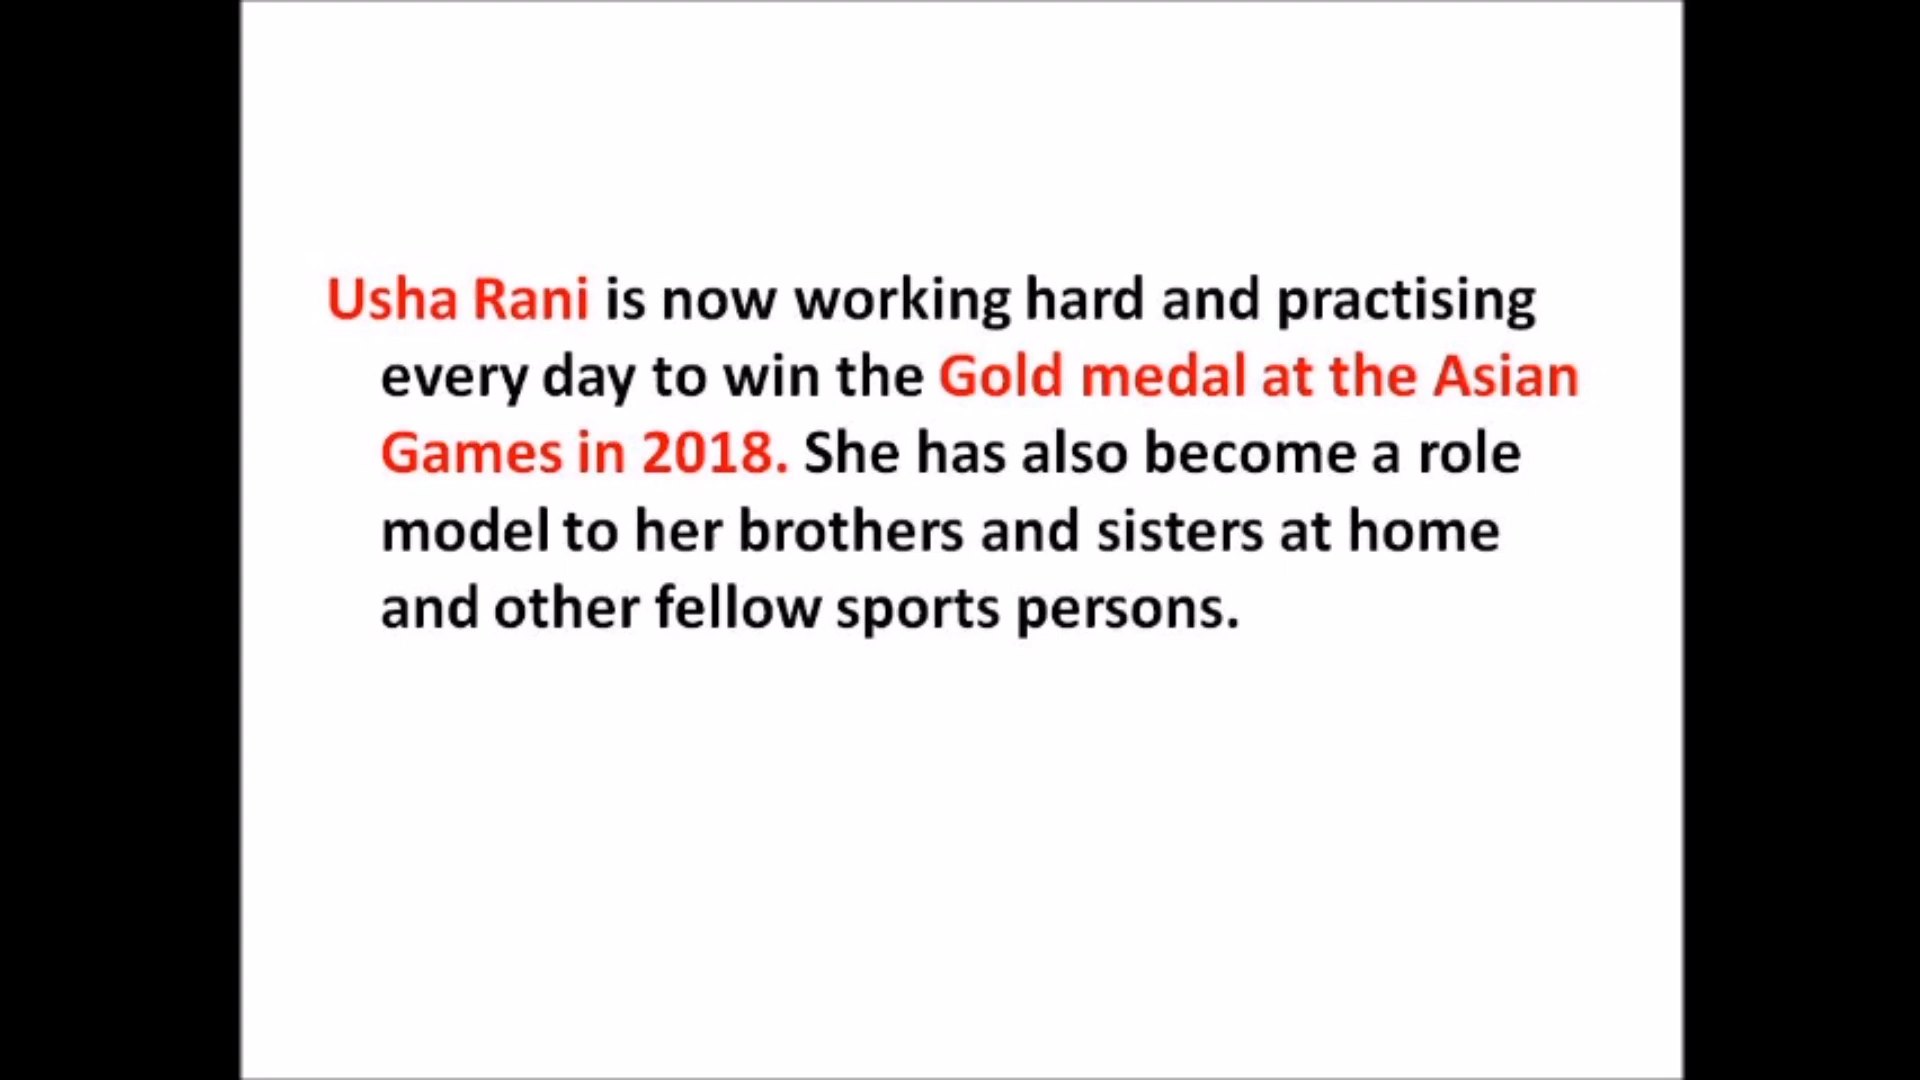 Usha Rani is now working hard and practising
every day to win the Gold medal at the Asian
Games in 2018. She has also become a role
model to her brothers and sisters at home
and other fellow sports persons.